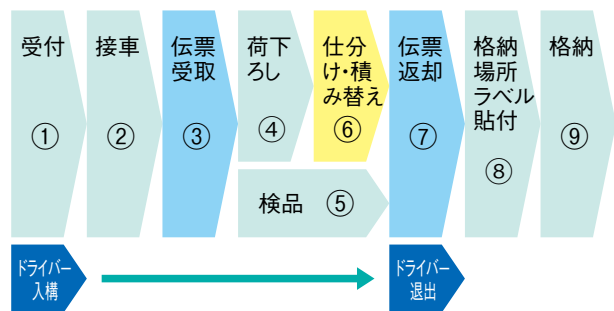 受付
①
接車
②
伝票
受取
③
荷下
ろし
④
仕分
け・積
み替え
⑥
検品 ⑤
伝票
返却
⑦
格納
場所
ラベル
貼付
⑧
格納
⑨
ドライバー
入構
ドライバー
退出